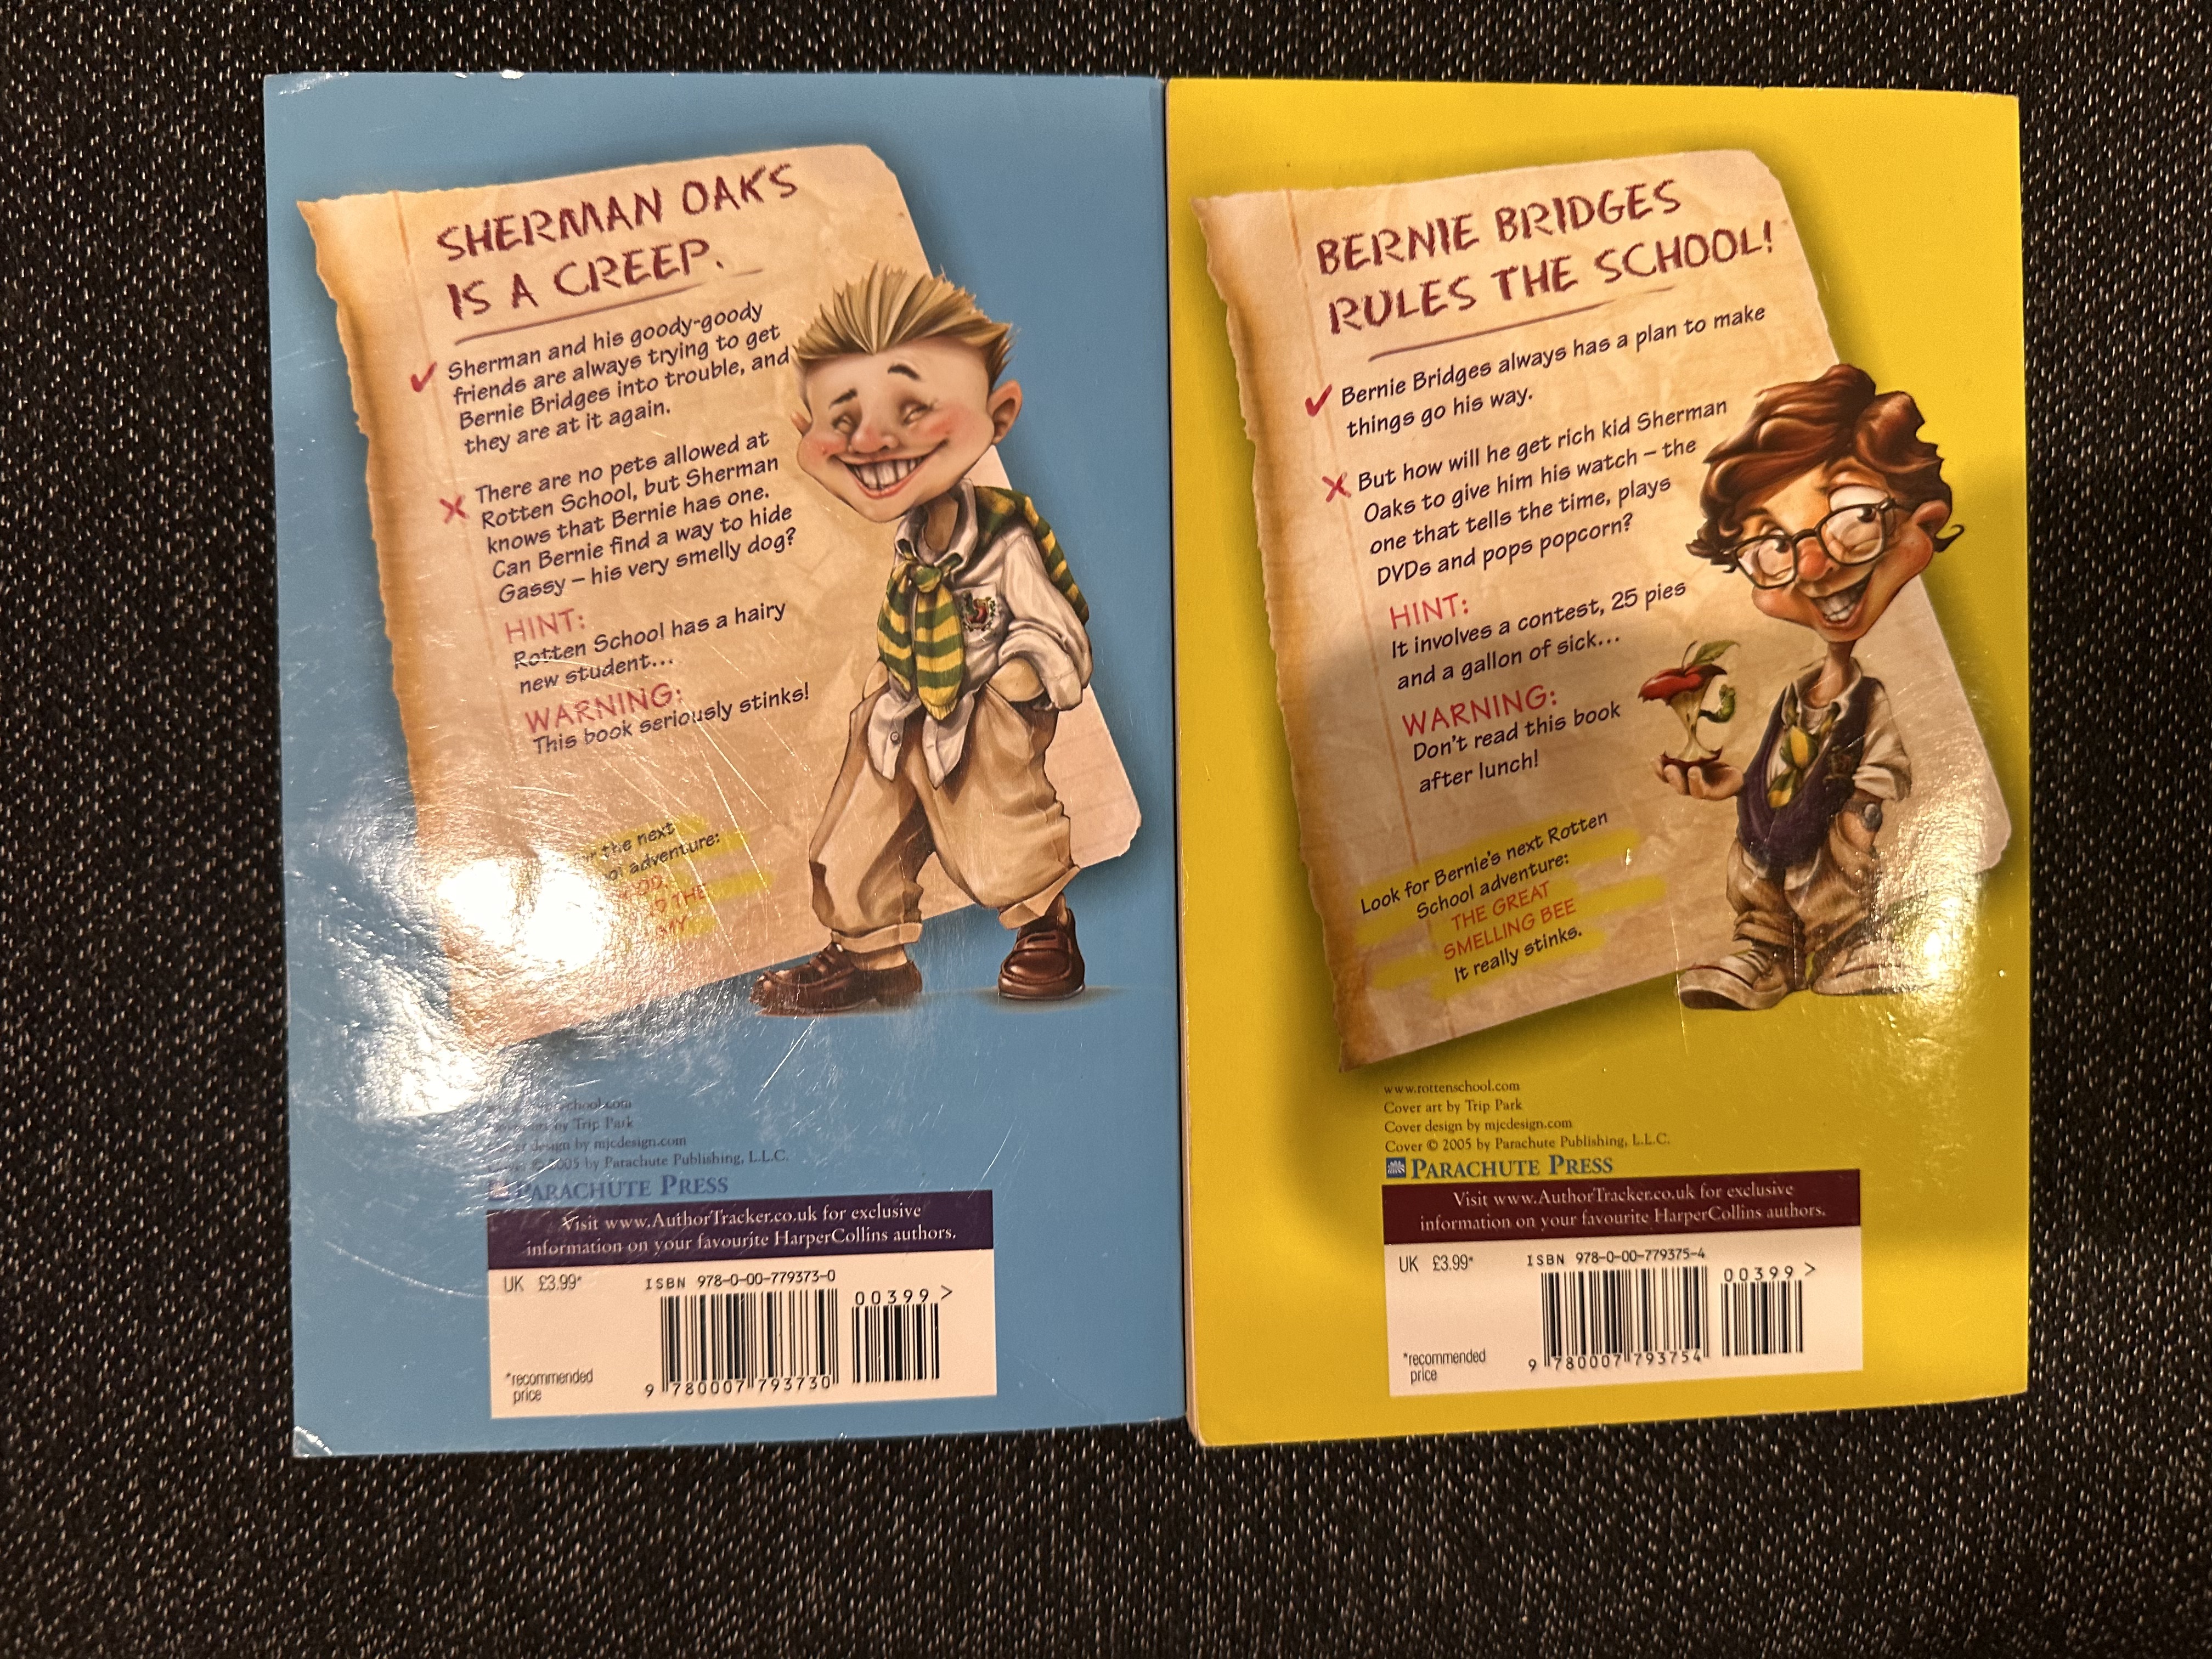 SHERMAN OAKS
IS A CREEP.
✓ Sherman and his goody-goody
friends are always trying to get
Bernie Bridges into trouble, and
they are at it again.
✗ There are no pets allowed at
Rotten School, but Sherman
knows that Bernie has one.
Can Bernie find a way to hide
Gassy – his very smelly dog?
HINT:
Rotten School has a hairy
new student...
WARNING:
This book seriously stinks!
the next
adventure:
THE
by Trip Park
design by mjcdesign.com
2005 by Parachute Publishing, L.L.C.
PARACHUTE PRESS
Visit www.AuthorTracker.co.uk for exclusive
information on your favourite HarperCollins authors.
UK £3.99*
ISBN 978-0-00-779373-0
00399 >
*recommended
price
9 780007 793730
BERNIE BRIDGES
RULES THE SCHOOL!
✓ Bernie Bridges always has a plan to make
things go his way.
✗ But how will he get rich kid Sherman
Oaks to give him his watch – the
one that tells the time, plays
DVDs and pops popcorn?
HINT:
It involves a contest, 25 pies
and a gallon of sick...
WARNING:
Don't read this book
after lunch!
Look for Bernie's next Rotten
School adventure:
THE GREAT
SMELLING BEE
It really stinks.
www.rottenschool.com
Cover art by Trip Park
Cover design by mjcdesign.com
Cover © 2005 by Parachute Publishing, L.L.C.
PARACHUTE PRESS
Visit www.AuthorTracker.co.uk for exclusive
information on your favourite HarperCollins authors.
UK £3.99*
ISBN 978-0-00-779375-4
00399 >
*recommended
price
9 780007 793754